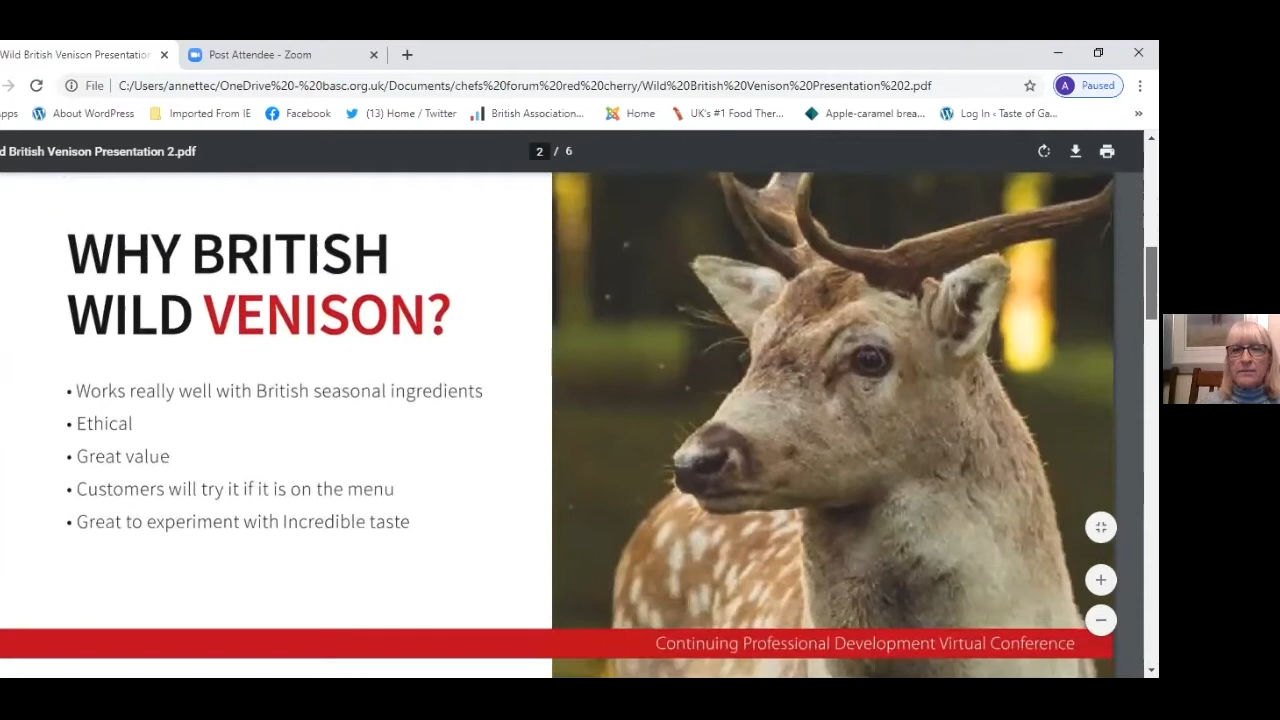 Wild British Venison Presentation
Post Attendee - Zoom
File
C:/Users/annettec/OneDrive%20-%20basc.org.uk/Documents/chefs%20forum%20red%20cherry/Wild%20British%20Venison%20Presentation%202.pdf
A Paused
pps
About WordPress
Imported From IE
Facebook
(13) Home / Twitter
British Association...
Home
UK's #1 Food Ther...
Apple-caramel brea...
Log In ‹ Taste of Ga...
»
d British Venison Presentation 2.pdf
2 / 6
WHY BRITISH
WILD VENISON?
• Works really well with British seasonal ingredients
• Ethical
• Great value
• Customers will try it if it is on the menu
• Great to experiment with Incredible taste
Continuing Professional Development Virtual Conference